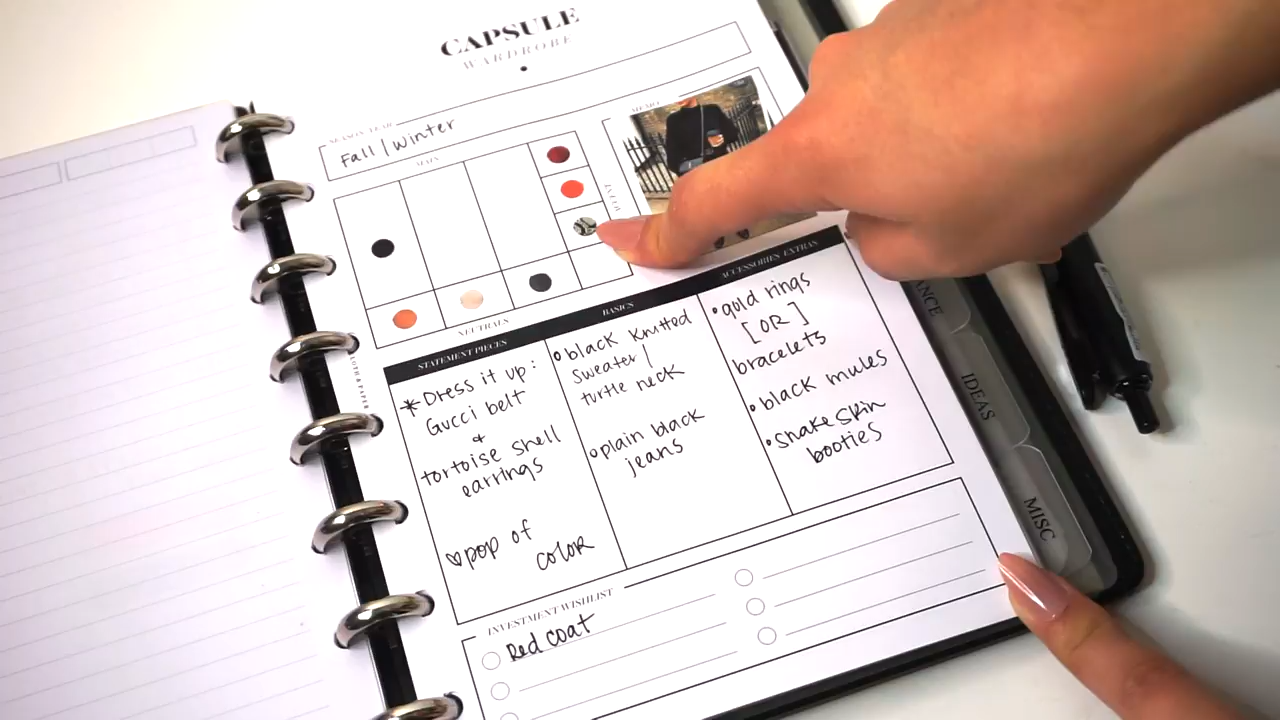 CAPSULE
WARDROBE
SEASON/YEAR
Fall/Winter
MAIN
NEUTRALS
STATEMENT PIECES
BASICS
ACCESSORIES/EXTRAS
*Dress it up:
Gucci belt
+
tortoise shell
earrings
♡pop of
color
•black knitted
sweater/
turtle neck
•plain black
jeans
•gold rings
[OR]
bracelets
•black mules
•snake skin
booties
INVESTMENT WISHLIST
Red coat
IDEAS
MISC